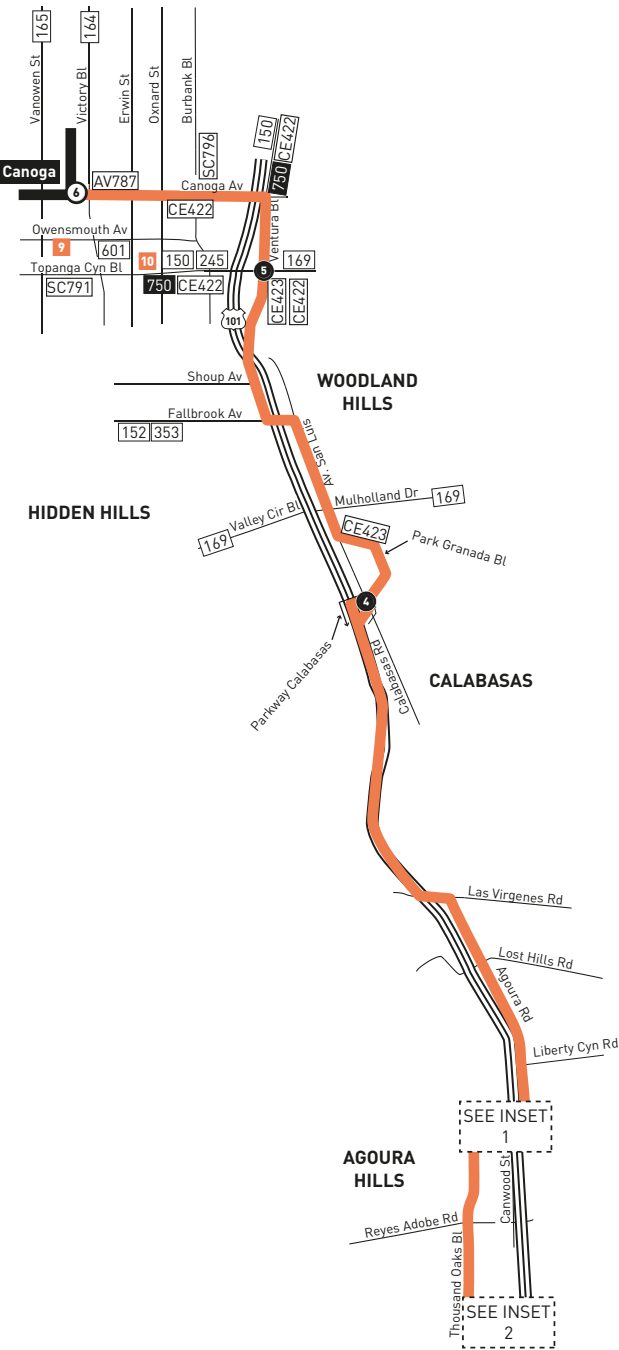 165
164
Vanowen St
Victory Bl
Erwin St
Oxnard St
Burbank Bl
SC796
150
750
CE422
Canoga
6
AV787
Canoga Av
CE422
Ventura Bl
Owensmouth Av
9
601
10
150
245
5
169
Topanga Cyn Bl
SC791
750
CE422
CE423
CE422
101
Shoup Av
WOODLAND
HILLS
Fallbrook Av
152
353
Av. San Luis
HIDDEN HILLS
169
Valley Cir Bl
Mulholland Dr
169
CE423
Park Granada Bl
4
Parkway Calabasas
Calabasas Rd
CALABASAS
Las Virgenes Rd
Lost Hills Rd
Agoura Rd
Liberty Cyn Rd
SEE INSET
1
AGOURA
HILLS
Canwood St
Reyes Adobe Rd
Thousand Oaks Bl
SEE INSET
2